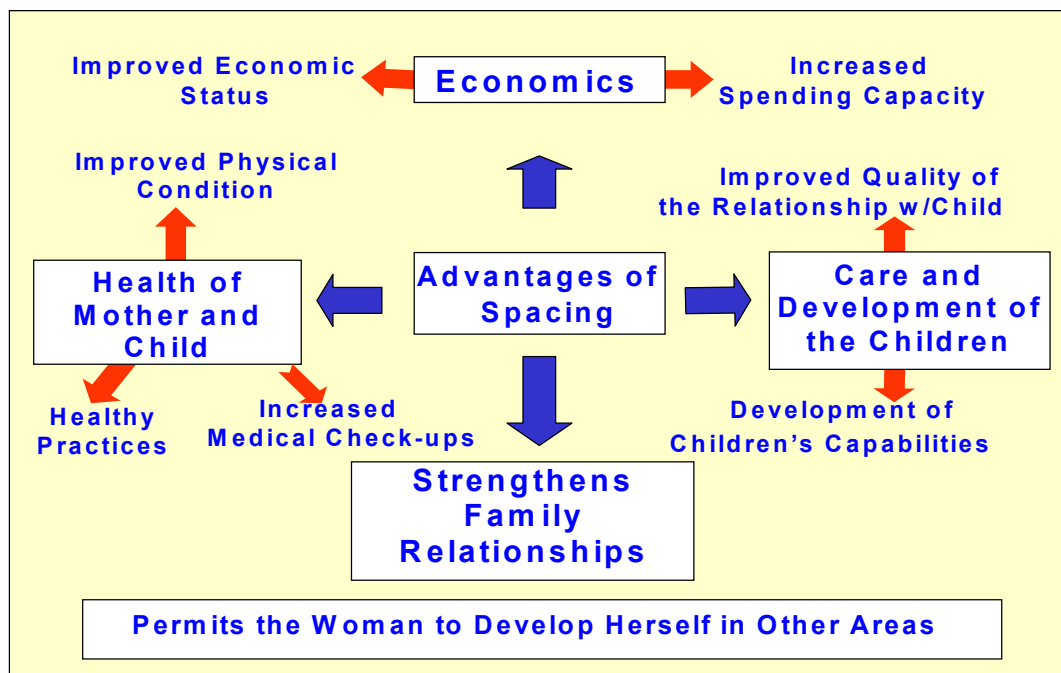 Improved Economic
Status
Economics
Increased
Spending Capacity
Improved Physical
Condition
Improved Quality of
the Relationship w/Child
Health of
Mother and
Child
Advantages of
Spacing
Care and
Development of
the Children
Healthy
Practices
Increased
Medical Check-ups
Development of
Children’s Capabilities
Strengthens
Family
Relationships
Permits the Woman to Develop Herself in Other Areas